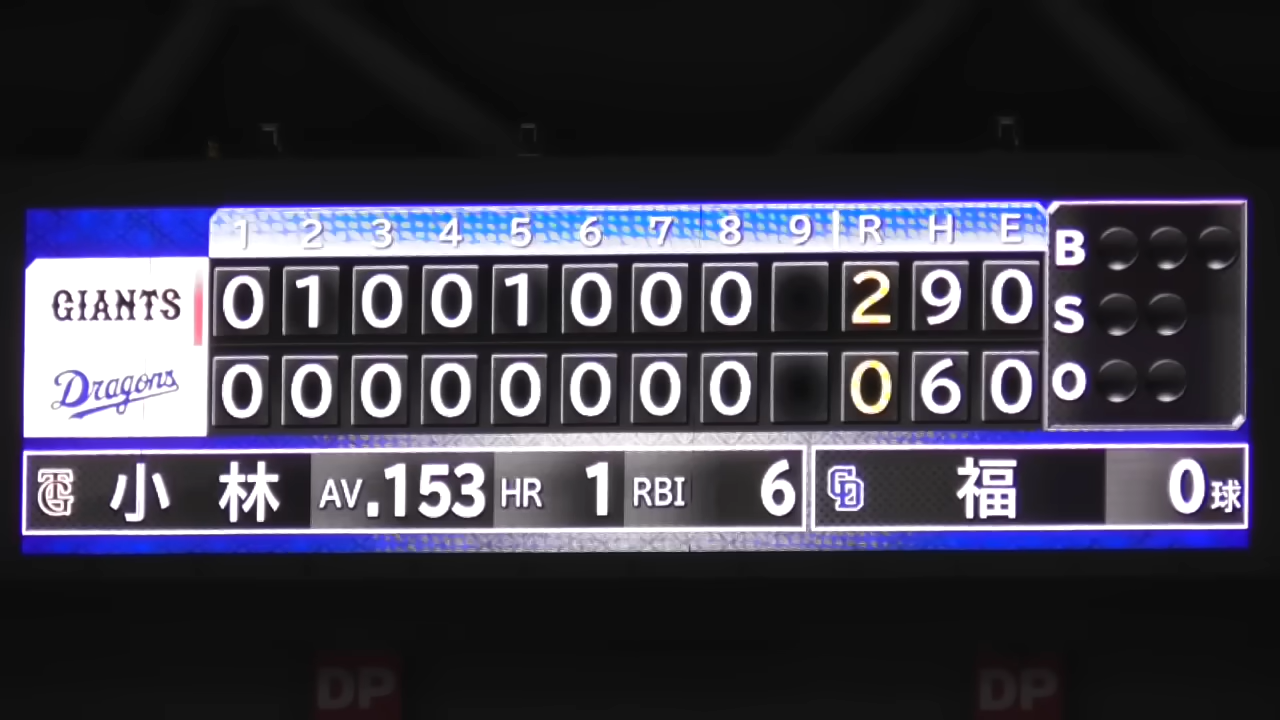 1 2 3 4 5 6 7 8 9 R H E
GIANTS 0 1 0 0 1 0 0 0 2 9 0
Dragons 0 0 0 0 0 0 0 0 0 6 0
B
S
O
小林 AV .153 HR 1 RBI 6
CD 福 0球
DP DP